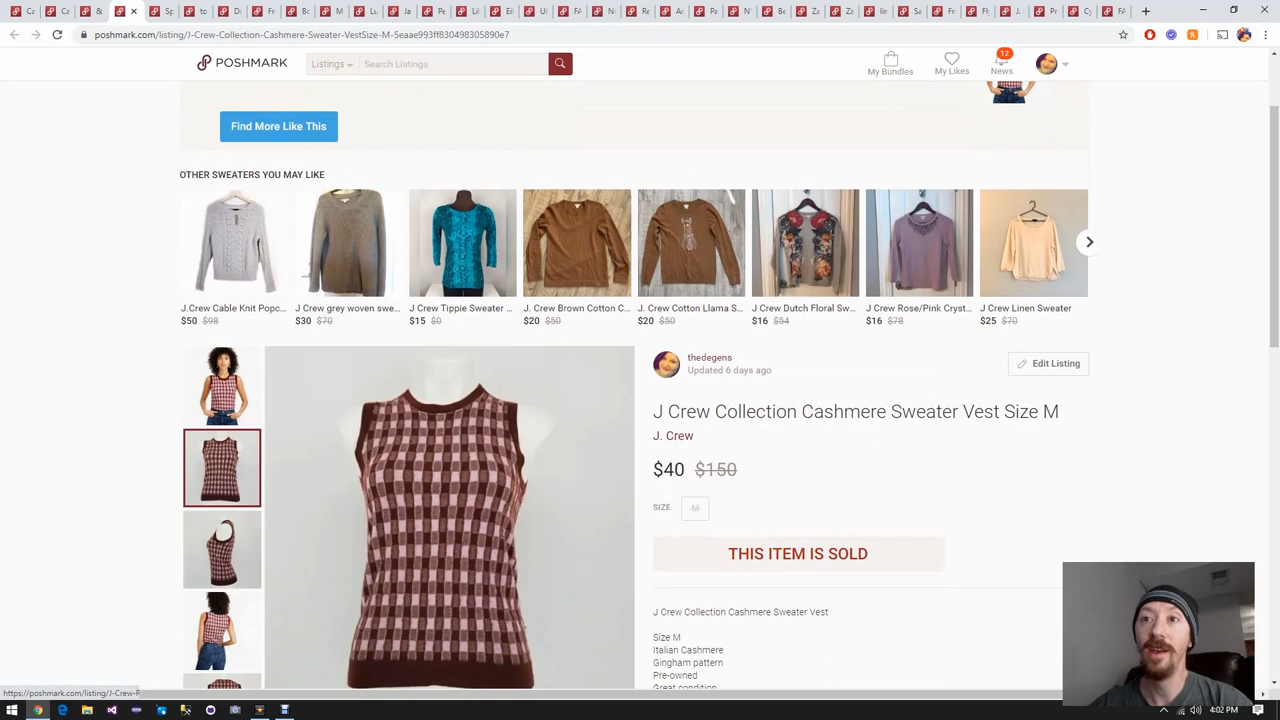 poshmark.com/listing/J-Crew-Collection-Cashmere-Sweater-VestSize-M-5eaae993ff830498305890e7
POSHMARK
Listings
Search Listings
12
My Bundles
My Likes
News
Find More Like This
OTHER SWEATERS YOU MAY LIKE
J.Crew Cable Knit Popc...
$50 $98
J Crew grey woven swe...
$30 $70
J Crew Tippie Sweater ...
$15 $0
J. Crew Brown Cotton C...
$20 $50
J. Crew Cotton Llama S...
$20 $50
J Crew Dutch Floral Sw...
$16 $54
J Crew Rose/Pink Cryst...
$16 $78
J Crew Linen Sweater
$25 $70
thedegens
Updated 6 days ago
Edit Listing
J Crew Collection Cashmere Sweater Vest Size M
J. Crew
$40 $150
SIZE
M
THIS ITEM IS SOLD
J Crew Collection Cashmere Sweater Vest
Size M
Italian Cashmere
Gingham pattern
Pre-owned
Great condition
https://poshmark.com/listing/J-Crew-R
4:02 PM